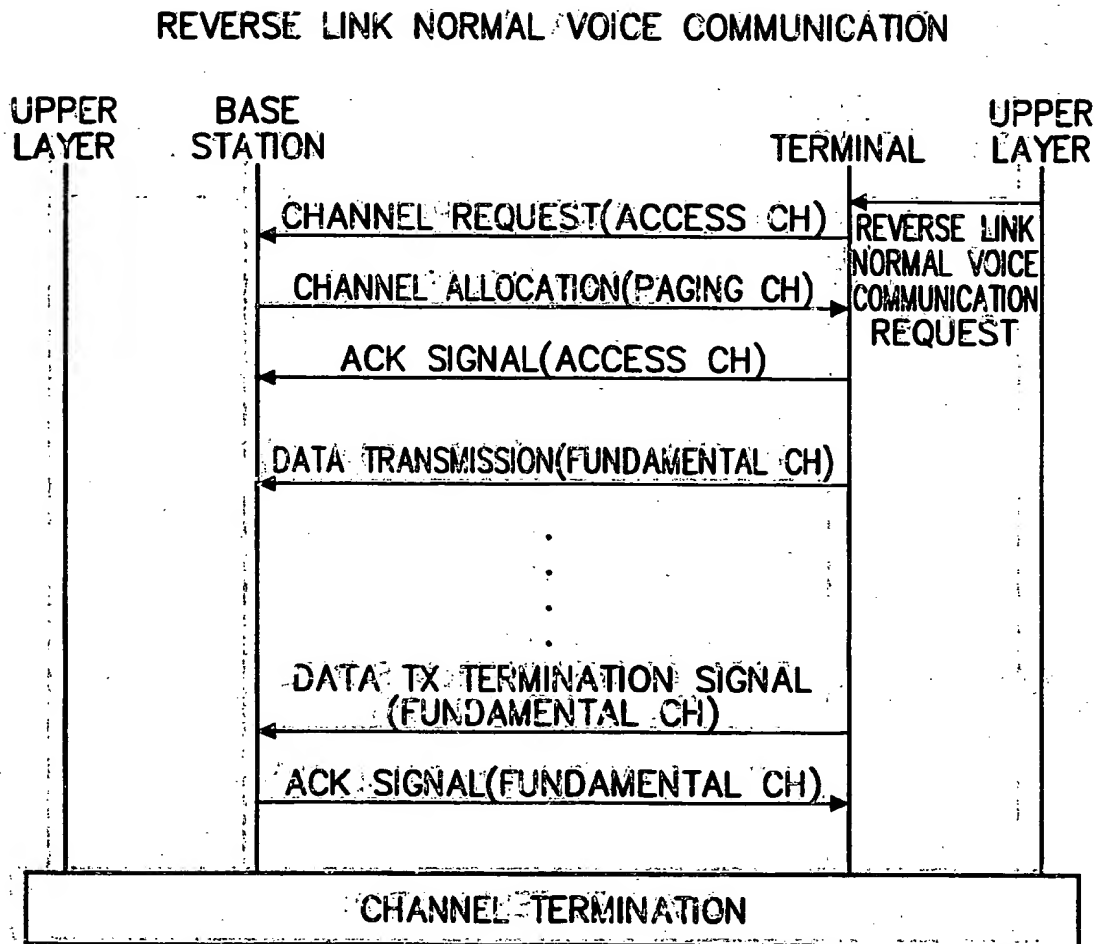 REVERSE LINK NORMAL VOICE COMMUNICATION
UPPER
LAYER
BASE
STATION
TERMINAL
UPPER
LAYER
CHANNEL REQUEST(ACCESS CH)
REVERSE LINK
NORMAL VOICE
COMMUNICATION
REQUEST
CHANNEL ALLOCATION(PAGING CH)
ACK SIGNAL(ACCESS CH)
DATA TRANSMISSION(FUNDAMENTAL CH)
DATA TX TERMINATION SIGNAL
(FUNDAMENTAL CH)
ACK SIGNAL(FUNDAMENTAL CH)
CHANNEL TERMINATION